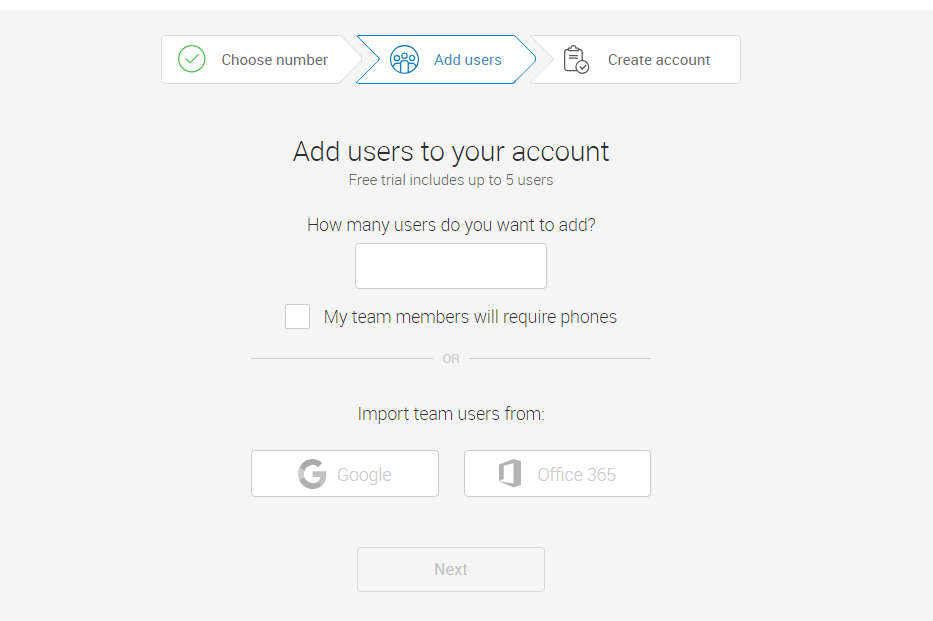 Choose number
Add users
Create account
Add users to your account
Free trial includes up to 5 users
How many users do you want to add?
My team members will require phones
OR
Import team users from:
Google
Office 365
Next